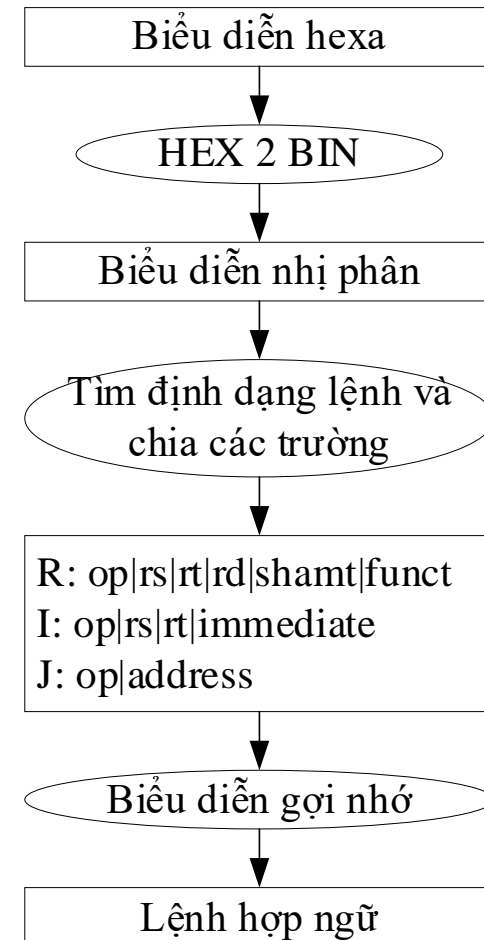 Biểu diễn hexa
HEX 2 BIN
Biểu diễn nhị phân
Tìm định dạng lệnh và
chia các trường
R: op|rs|rt|rd|shamt|funct
I: op|rs|rt|immediate
J: op|address
Biểu diễn gợi nhớ
Lệnh hợp ngữ